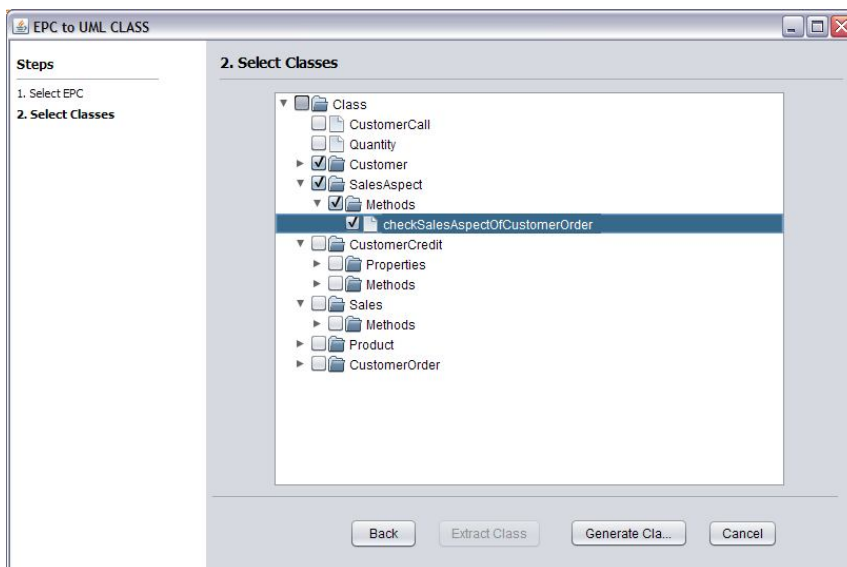 EPC to UML CLASS
Steps
1. Select EPC
2. Select Classes
2. Select Classes
Class
CustomerCall
Quantity
Customer
SalesAspect
Methods
checkSalesAspectOfCustomerOrder
CustomerCredit
Properties
Methods
Sales
Methods
Product
CustomerOrder
Back Extract Class Generate Cla... Cancel